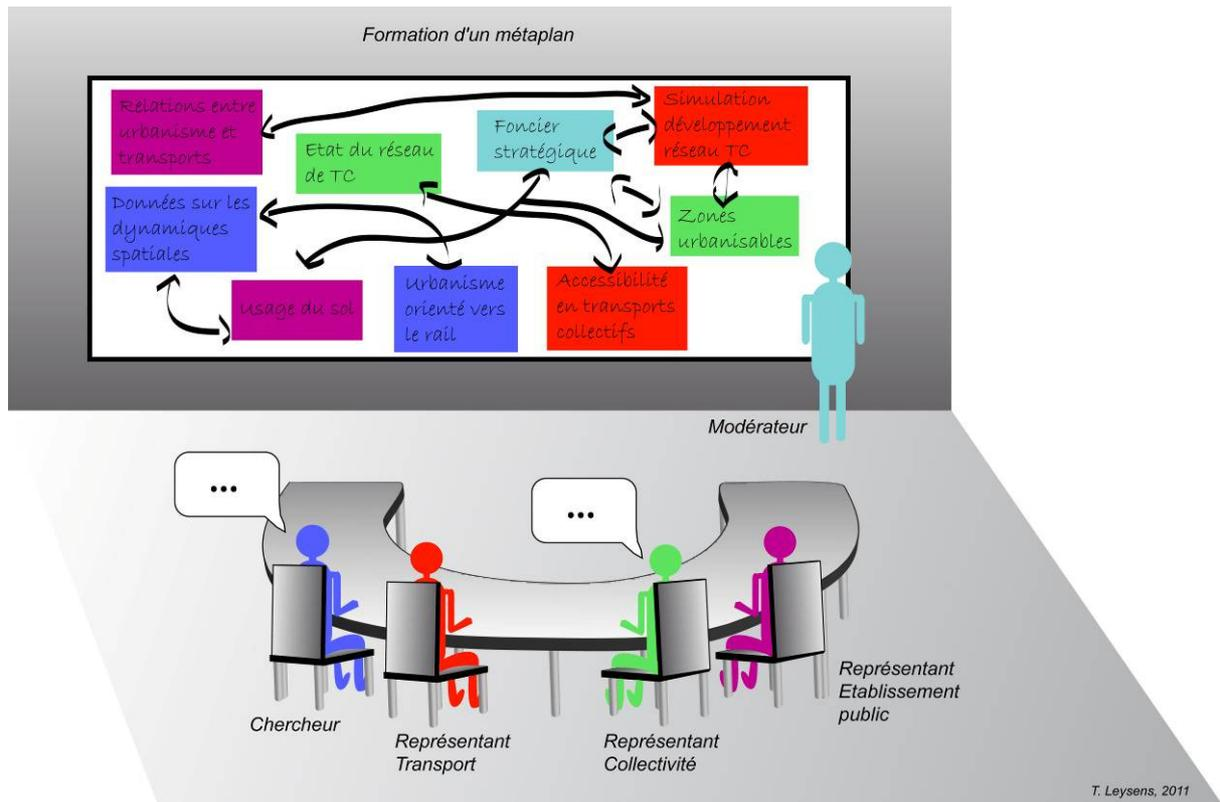 Formation d'un métaplan
Relations entre
urbanisme et
transports
Etat du réseau
de TC
Foncier
stratégique
Simulation
développement
réseau TC
Données sur les
dynamiques
spatiales
Zones
urbanisables
Usage du sol
Urbanisme
orienté vers
le rail
Accessibilité
en transports
collectifs
Modérateur
...
...
Chercheur
Représentant
Transport
Représentant
Collectivité
Représentant
Etablissement
public
T. Leysens, 2011